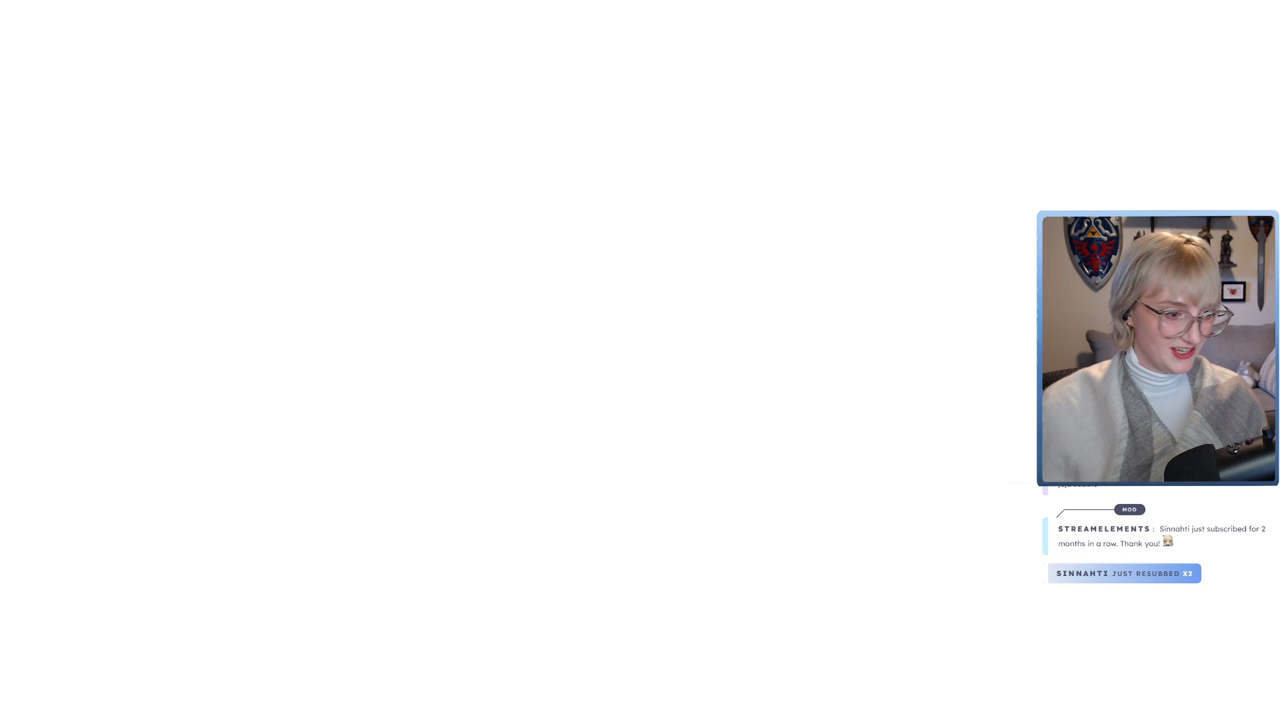 MOD
STREAMELEMENTS : Sinnahti just subscribed for 2
months in a row. Thank you!
SINNAHTI JUST RESUBBED X2